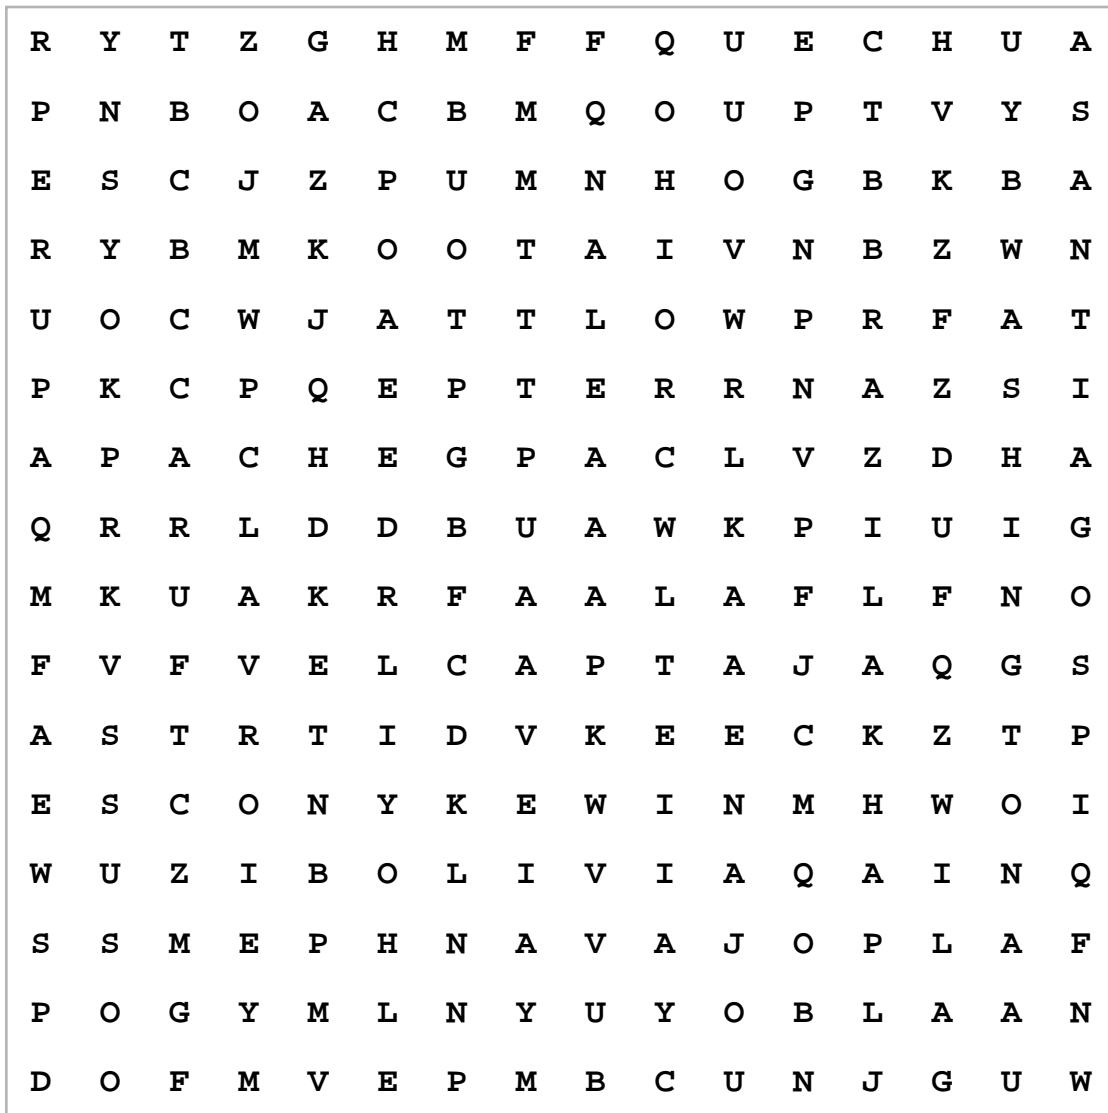 R Y T Z G H M F F Q U E C H U A
P N B O A C B M Q O U P T V Y S
E S C J Z P U M N H O G B K B A
R Y B M K O O T A I V N B Z W N
U O C W J A T T L O W P R F A T
P K C P Q E P T E R R N A Z S I
A P A C H E G P A C L V Z D H A
Q R R L D D B U A W K P I U I G
M K U A K R F A A L A F L F N O
F V F V E L C A P T A J A Q G S
A S T R T I D V K E E C K Z T P
E S C O N Y K E W I N M H W O I
W U Z I B O L I V I A Q A I N Q
S S M E P H N A V A J O P L A F
P O G Y M L N Y U Y O B L A A N
D O F M V E P M B C U N J G U W